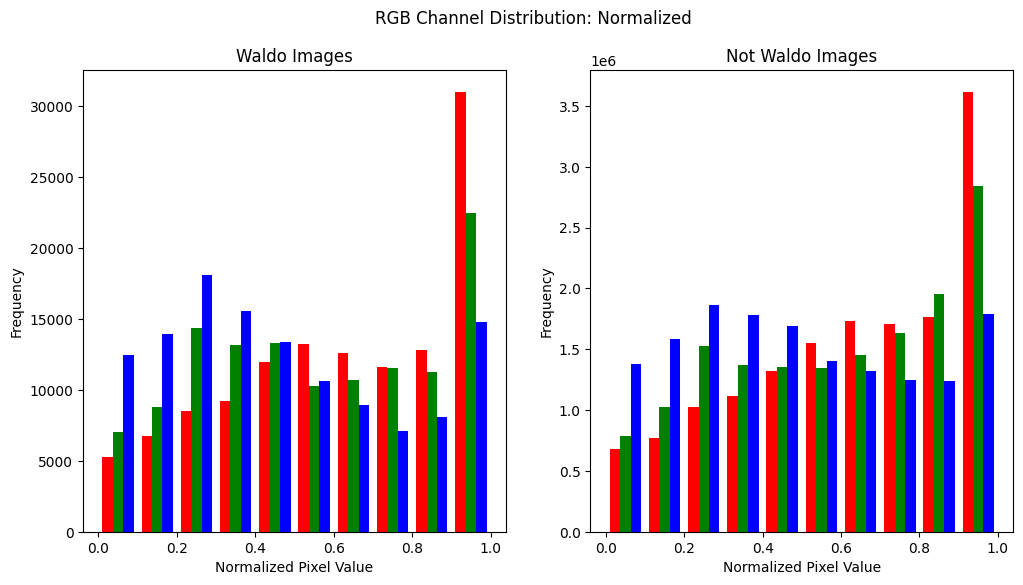 RGB Channel Distribution: Normalized
Waldo Images
Frequency
30000
25000
20000
15000
10000
5000
0
0.0 0.2 0.4 0.6 0.8 1.0
Normalized Pixel Value
Not Waldo Images
1e6
Frequency
3.5
3.0
2.5
2.0
1.5
1.0
0.5
0.0
0.0 0.2 0.4 0.6 0.8 1.0
Normalized Pixel Value